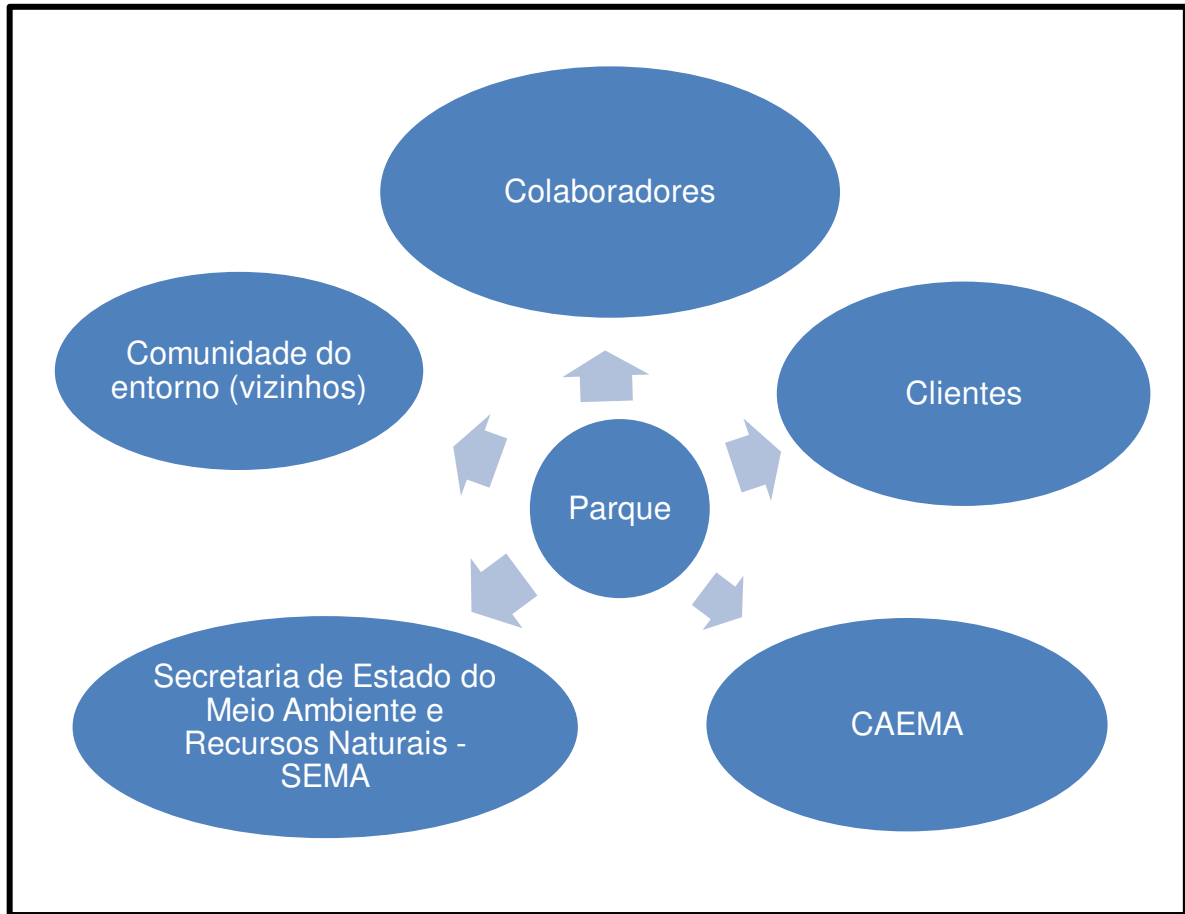 Colaboradores
Comunidade do
entorno (vizinhos)
Clientes
Parque
Secretaria de Estado do
Meio Ambiente e
Recursos Naturais -
SEMA
CAEMA